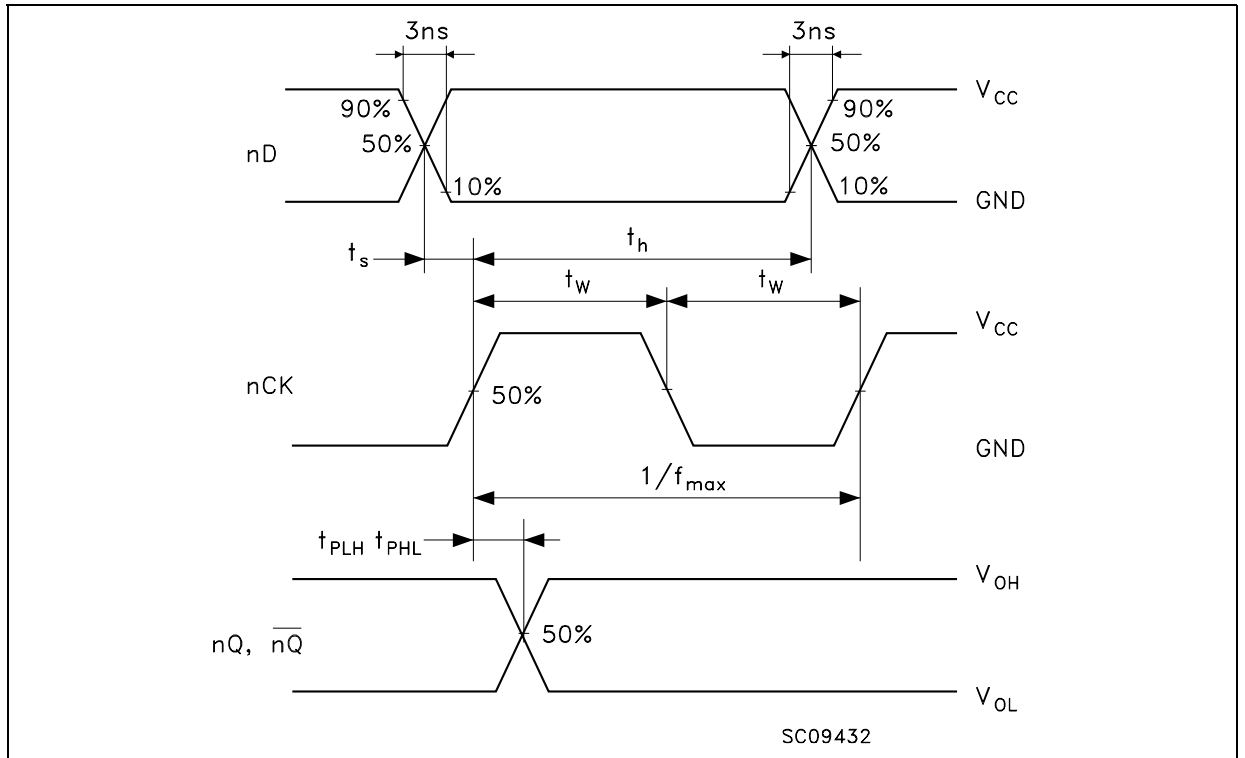 3ns 3ns
90% 90% V_CC
nD 50% 50%
10% 10% GND
t_s t_h
t_W t_W
V_CC
nCK 50%
GND
1/f_max
t_PLH t_PHL
V_OH
nQ, n̅Q̅ 50%
V_OL
SC09432